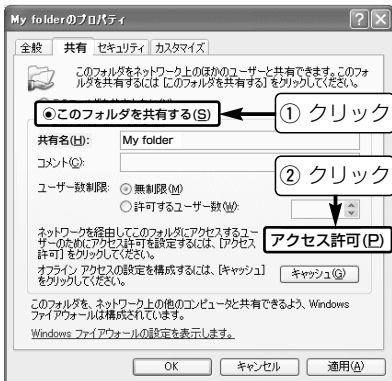 My folderのプロパティ
全般 共有 セキュリティ カスタマイズ
このフォルダをネットワーク上のほかのユーザーと共有できます。このフォ
ルダを共有するには [このフォルダを共有する] をクリックしてください。
このフォルダを共有する(S)
① クリック
共有名(H): My folder
コメント(C):
② クリック
ユーザー数制限: 無制限(M)
許可するユーザー数(W):
ネットワークを経由してこのフォルダにアクセスするユー
ザーのためにアクセス許可を設定するには、[アクセス
許可] をクリックしてください。
アクセス許可(P)
オフライン アクセスの設定を構成するには、[キャッシュ]
をクリックしてください。
キャッシュ(G)
このフォルダを、ネットワーク上の他のコンピュータと共有できるよう、Windows
ファイアウォールは構成されています。
Windows ファイアウォールの設定を表示します。
OK キャンセル 適用(A)